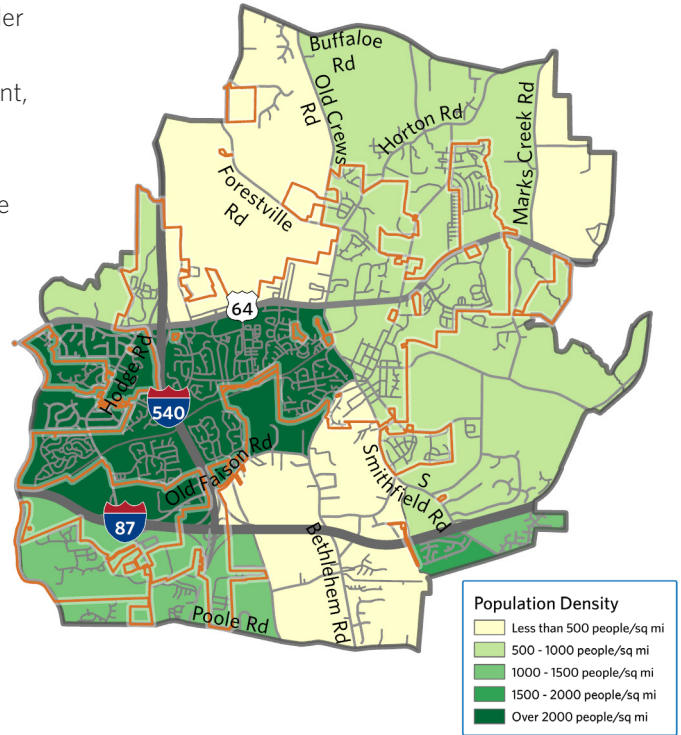 der
nt,
e
Buffaloe
Rd
Old Crews
Rd
Horton Rd
Marks Creek Rd
Forestville
Rd
64
Hodge Rd
540
Old Faison Rd
S
Smithfield Rd
87
Bethlehem Rd
Poole Rd
Population Density
Less than 500 people/sq mi
500 - 1000 people/sq mi
1000 - 1500 people/sq mi
1500 - 2000 people/sq mi
Over 2000 people/sq mi